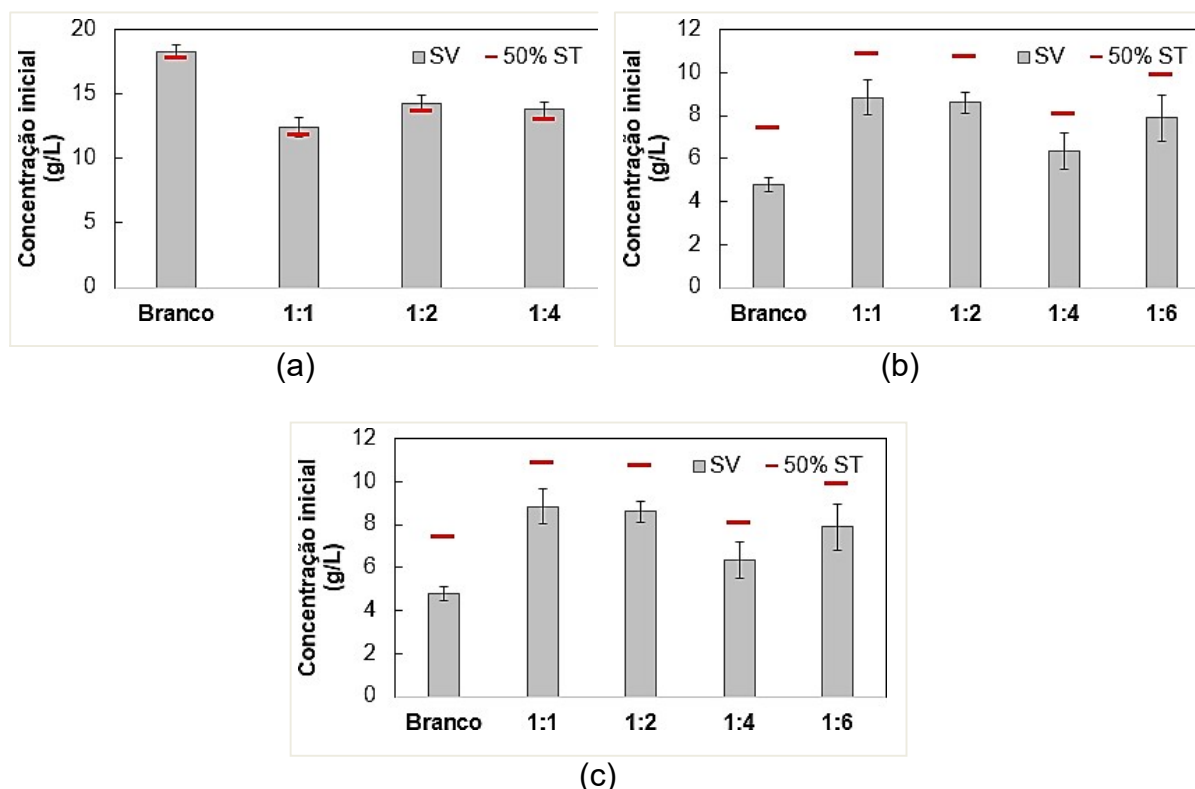 Concentração inicial
(g/L)
20
15
10
5
0
SV 50% ST
Branco 1:1 1:2 1:4
(a)
Concentração inicial
(g/L)
12
10
8
6
4
2
0
SV 50% ST
Branco 1:1 1:2 1:4 1:6
(b)
Concentração inicial
(g/L)
12
10
8
6
4
2
0
SV 50% ST
Branco 1:1 1:2 1:4 1:6
(c)